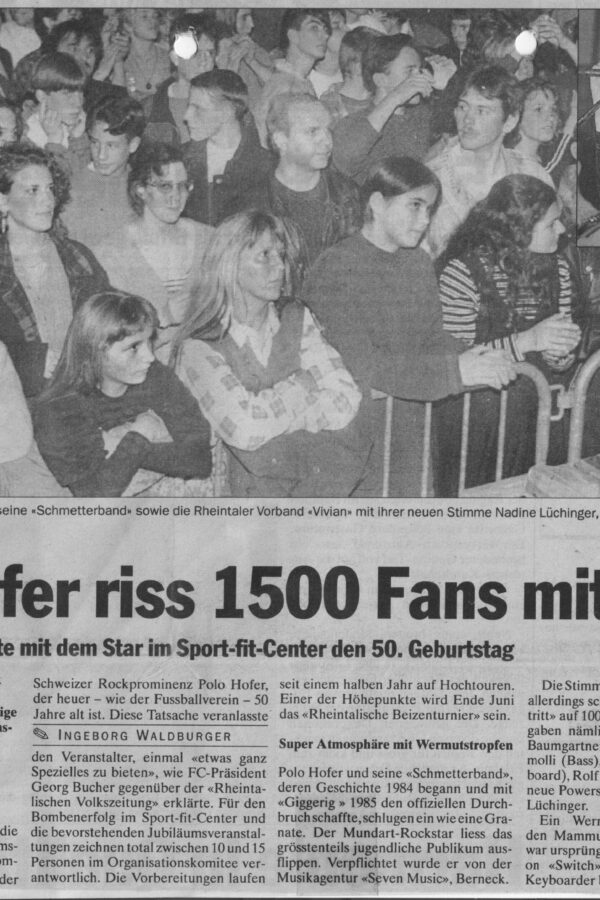 seine «Schmetterband» sowie die Rheintaler Vorband «Vivian» mit ihrer neuen Stimme Nadine Lüchinger,
fer riss 1500 Fans mit
te mit dem Star im Sport-fit-Center den 50. Geburtstag
ige
s-
die
ms-
om-
der
Schweizer Rockprominenz Polo Hofer,
der heuer – wie der Fussballverein – 50
Jahre alt ist. Diese Tatsache veranlasste
✎ INGEBORG WALDBURGER
den Veranstalter, einmal «etwas ganz
Spezielles zu bieten», wie FC-Präsident
Georg Bucher gegenüber der «Rheinta-
lischen Volkszeitung» erklärte. Für den
Bombenerfolg im Sport-fit-Center und
die bevorstehenden Jubiläumsveranstal-
tungen zeichnen total zwischen 10 und 15
Personen im Organisationskomitee ver-
antwortlich. Die Vorbereitungen laufen
seit einem halben Jahr auf Hochtouren.
Einer der Höhepunkte wird Ende Juni
das «Rheintalische Beizenturnier» sein.
Super Atmosphäre mit Wermutstropfen
Polo Hofer und seine «Schmetterband»,
deren Geschichte 1984 begann und mit
«Giggerig » 1985 den offiziellen Durch-
bruch schaffte, schlugen ein wie eine Gra-
nate. Der Mundart-Rockstar liess das
grösstenteils jugendliche Publikum aus-
flippen. Verpflichtet wurde er von der
Musikagentur «Seven Music», Berneck.
Die Stimm
allerdings sc
tritt» auf 100
gaben nämli
Baumgartne
molli (Bass)
board), Rolf
neue Powers
Lüchinger.
Ein Werm
den Mammu
war ursprüng
on «Switch»
Keyboarder